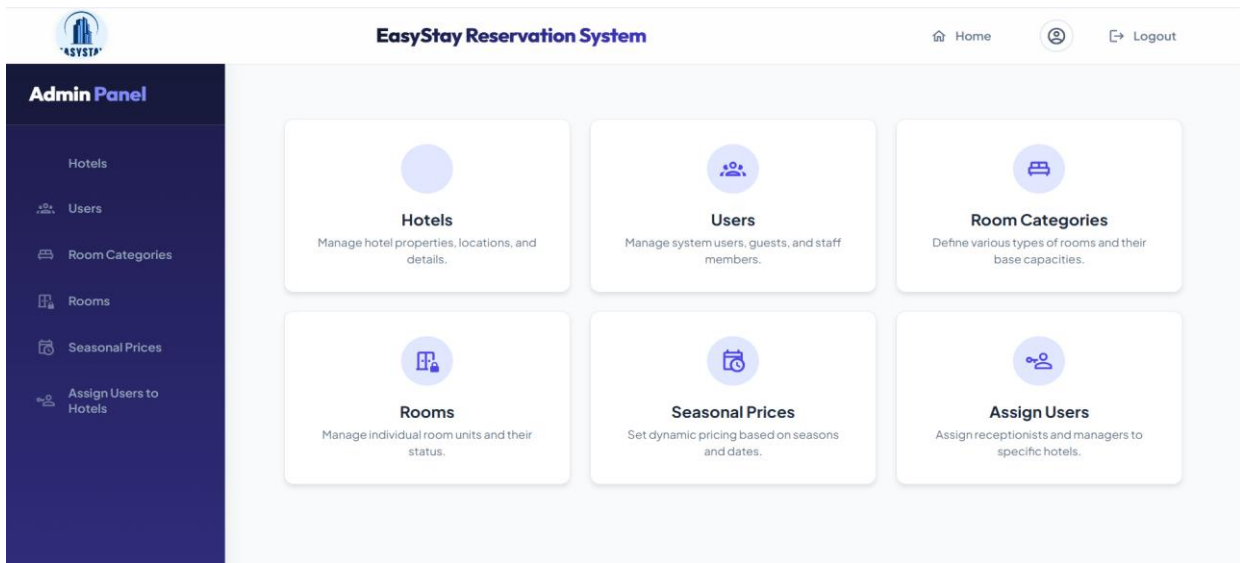 EasyStay Reservation System
Home
Logout
Admin Panel
Hotels
Users
Room Categories
Rooms
Seasonal Prices
Assign Users to
Hotels
Hotels
Manage hotel properties, locations, and
details.
Users
Manage system users, guests, and staff
members.
Room Categories
Define various types of rooms and their
base capacities.
Rooms
Manage individual room units and their
status.
Seasonal Prices
Set dynamic pricing based on seasons
and dates.
Assign Users
Assign receptionists and managers to
specific hotels.